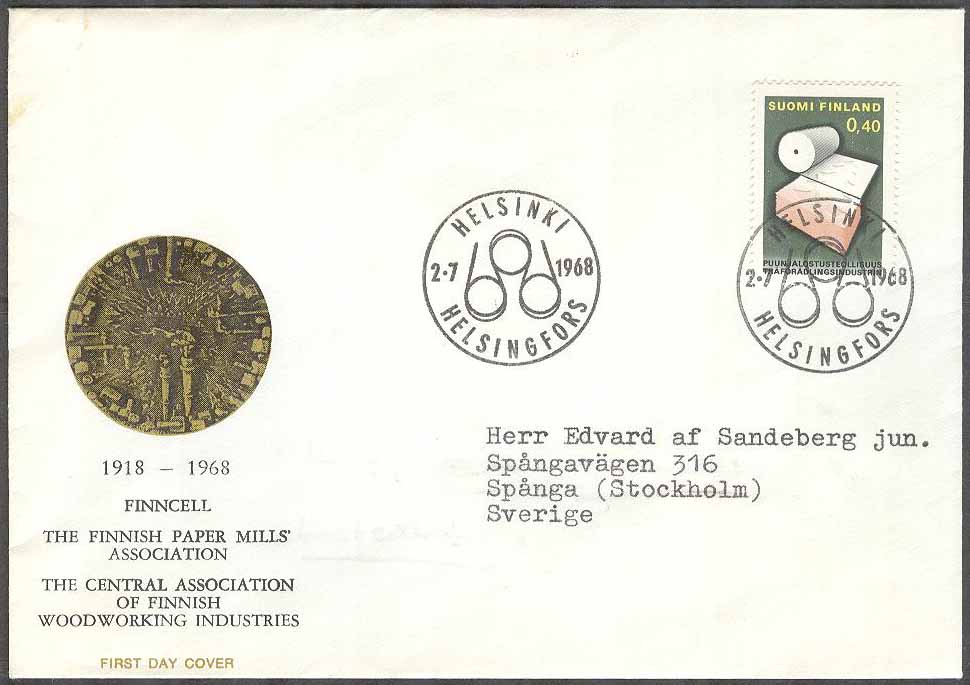 SUOMI FINLAND
0,40
PUUNJALOSTUSTEOLLISUUS
TRÄFÖRÄDLINGSINDUSTRIN
HELSINKI
2·7 1968
HELSINGFORS
HELSINKI
2·7 1968
HELSINGFORS
Herr Edvard af Sandeberg jun.
Spångavägen 316
Spånga (Stockholm)
Sverige
1918 – 1968
FINNCELL
THE FINNISH PAPER MILLS'
ASSOCIATION
THE CENTRAL ASSOCIATION
OF FINNISH
WOODWORKING INDUSTRIES
FIRST DAY COVER